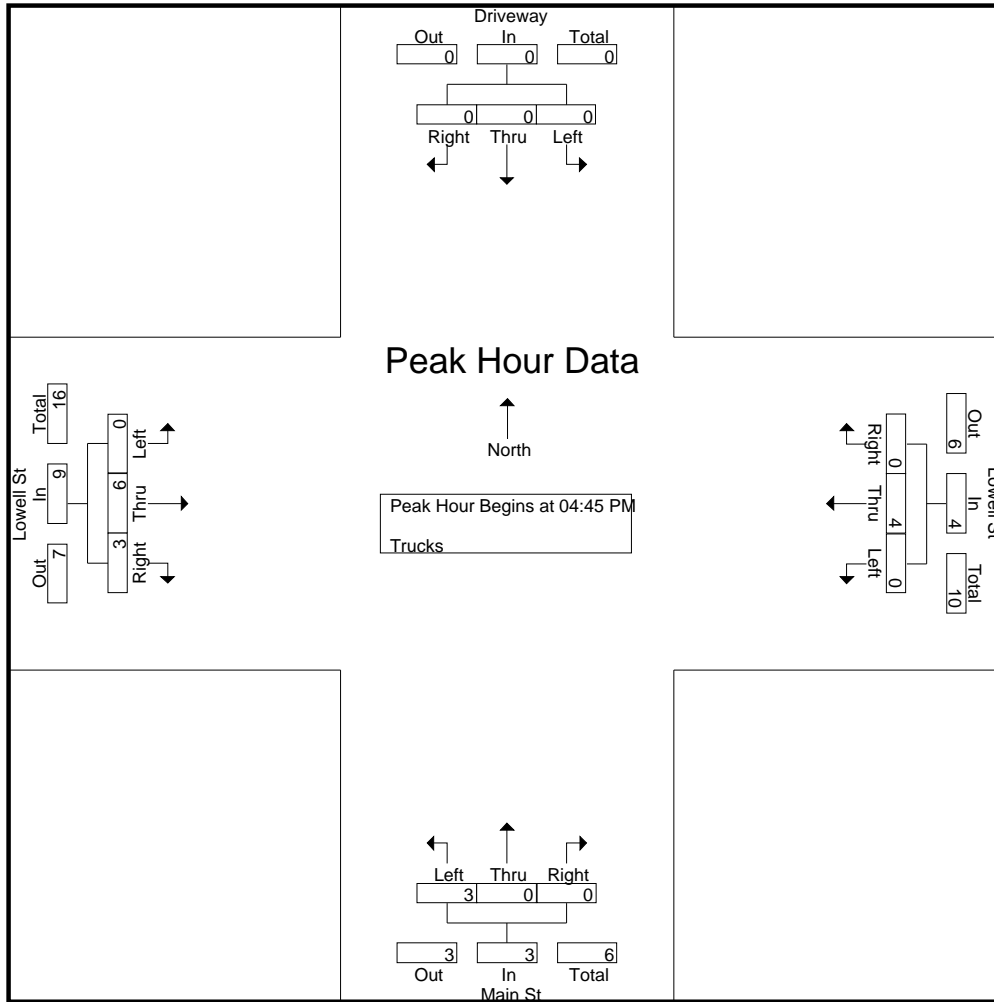 Driveway
Out In Total
0 0 0
0 0 0
Right Thru Left
Peak Hour Data
North
Peak Hour Begins at 04:45 PM
Trucks
Lowell St
Total In Out
16 9 7
0 6 3
Left Thru Right
Right Thru Left
0 4 0
Out In Total
6 4 10
Lowell St
Left Thru Right
3 0 0
3 3 6
Out In Total
Main St